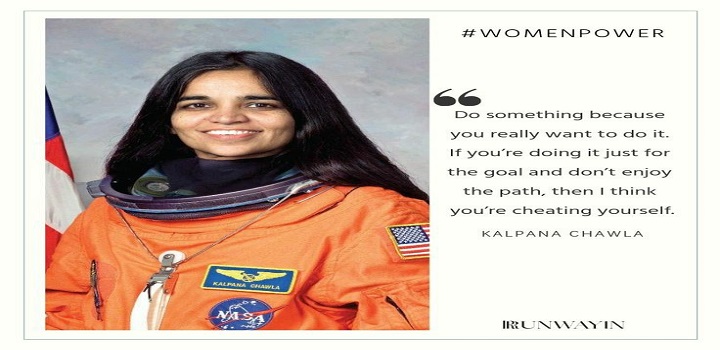 #WOMENPOWER
“
Do something because
you really want to do it.
If you're doing it just for
the goal and don't enjoy
the path, then I think
you're cheating yourself.
KALPANA CHAWLA
KALPANA CHAWLA
NASA
RUNWAYIN